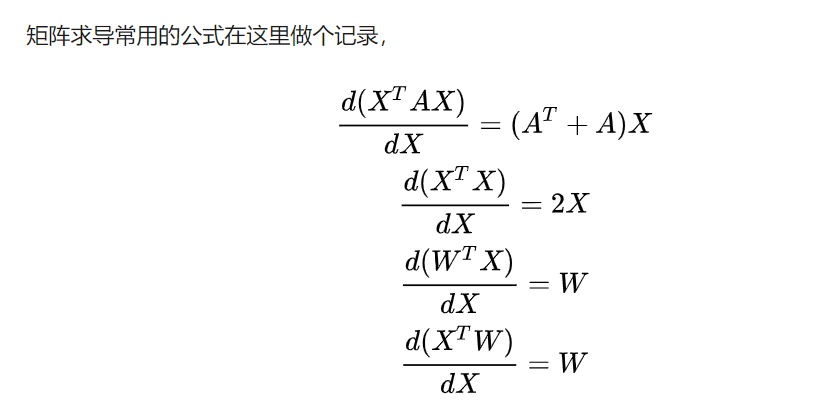 矩阵求导常用的公式在这里做个记录，
d(X^T AX)/dX = (A^T + A)X
d(X^T X)/dX = 2X
d(W^T X)/dX = W
d(X^T W)/dX = W